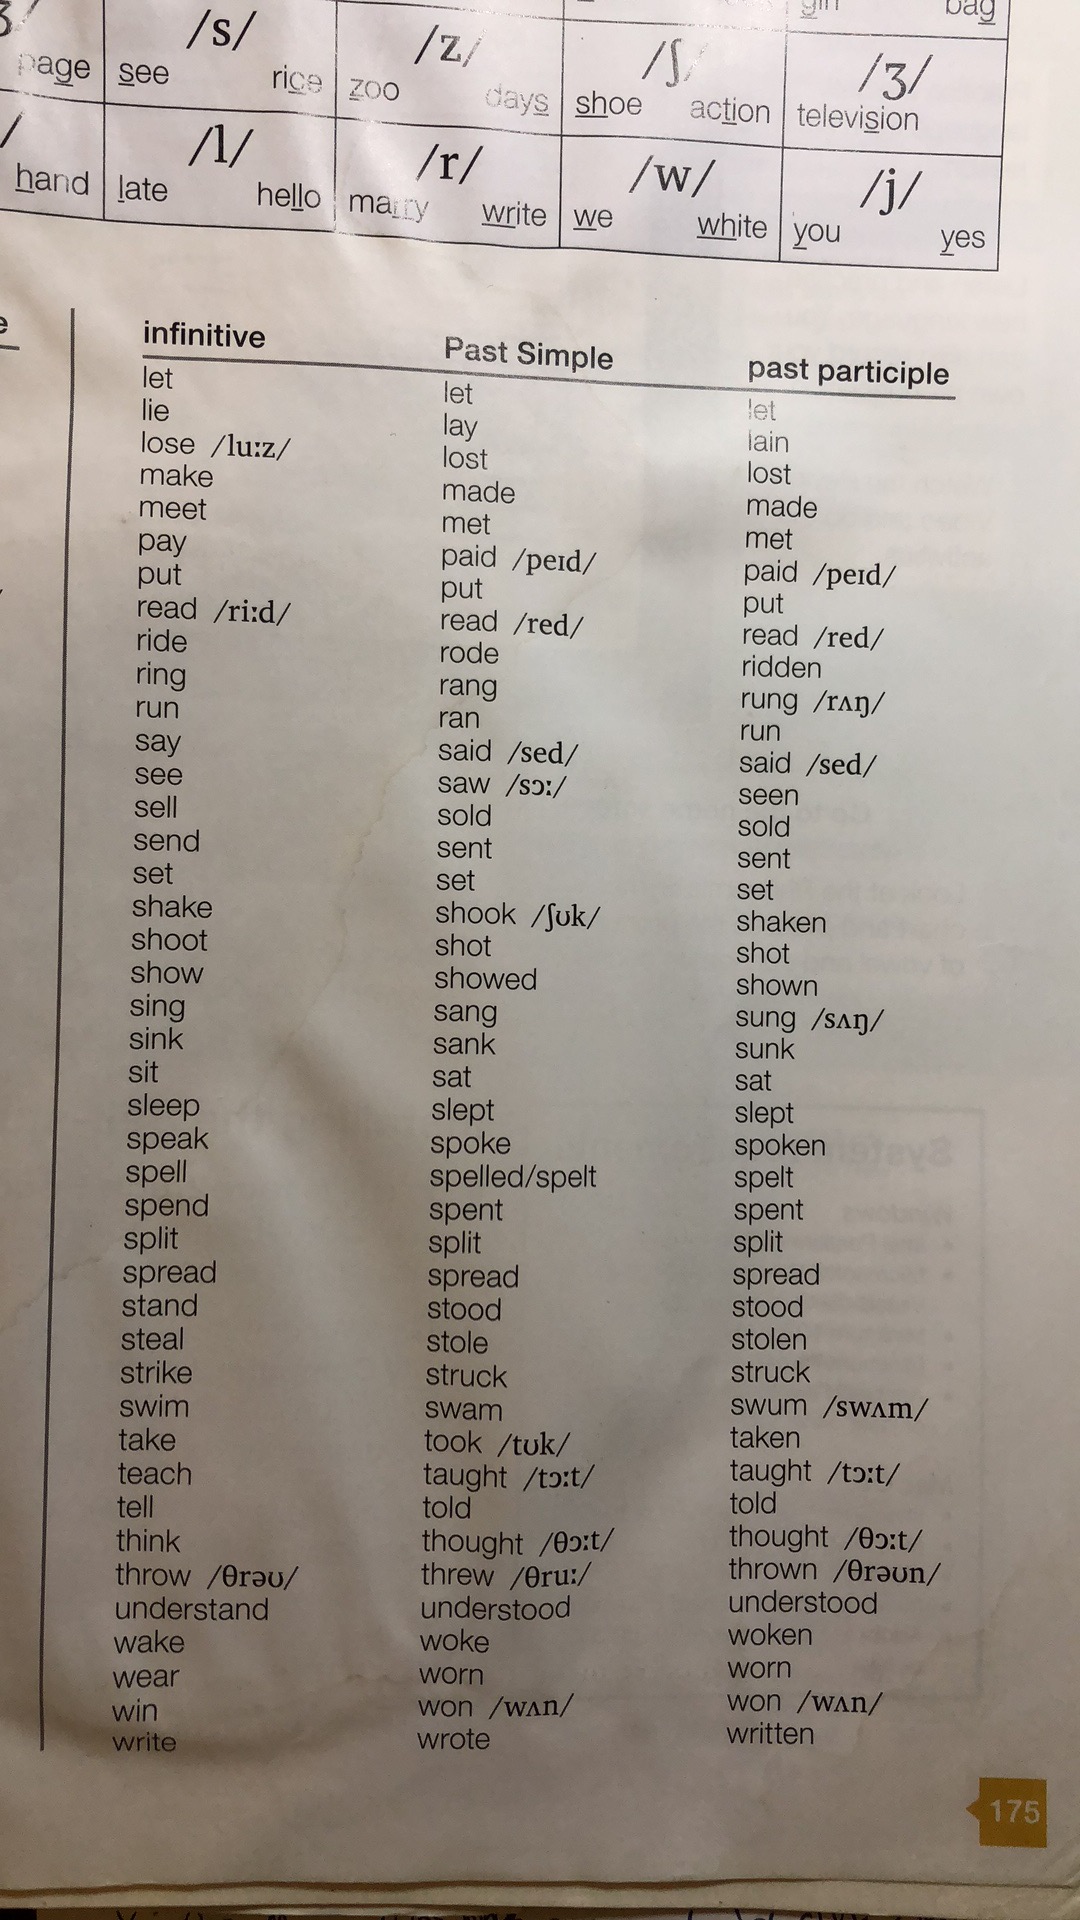 bag
/s/
/z/
/ʃ/
/ʒ/
page see rice zoo days shoe action television
/l/
/r/
/w/
/j/
hand late hello marry write we white you yes
infinitive Past Simple past participle
let let let
lie lay lain
lose /luːz/ lost lost
make made made
meet met met
pay paid /peɪd/ paid /peɪd/
put put put
read /riːd/ read /red/ read /red/
ride rode ridden
ring rang rung /rʌŋ/
run ran run
say said /sed/ said /sed/
see saw /sɔː/ seen
sell sold sold
send sent sent
set set set
shake shook /ʃʊk/ shaken
shoot shot shot
show showed shown
sing sang sung /sʌŋ/
sink sank sunk
sit sat sat
sleep slept slept
speak spoke spoken
spell spelled/spelt spelt
spend spent spent
split split split
spread spread spread
stand stood stood
steal stole stolen
strike struck struck
swim swam swum /swʌm/
take took /tʊk/ taken
teach taught /tɔːt/ taught /tɔːt/
tell told told
think thought /θɔːt/ thought /θɔːt/
throw /θrəʊ/ threw /θruː/ thrown /θrəʊn/
understand understood understood
wake woke woken
wear worn worn
win won /wʌn/ won /wʌn/
write wrote written
175